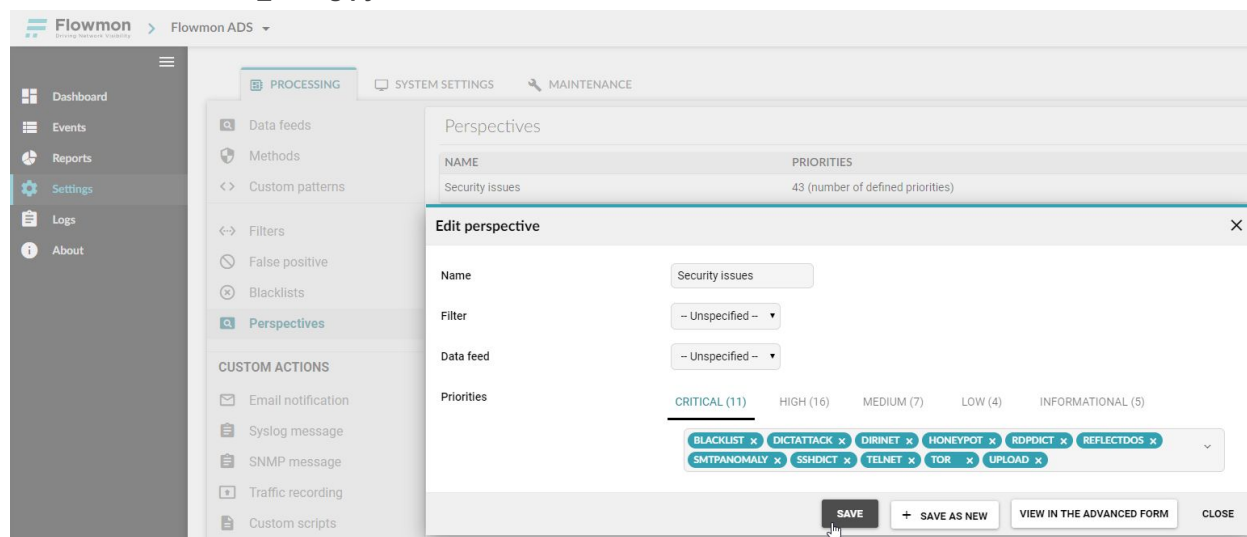 Flowmon > Flowmon ADS
Driving Network Visibility
PROCESSING SYSTEM SETTINGS MAINTENANCE
Dashboard
Events
Reports
Settings
Logs
About
Data feeds
Methods
Custom patterns
Filters
False positive
Blacklists
Perspectives
CUSTOM ACTIONS
Email notification
Syslog message
SNMP message
Traffic recording
Custom scripts
Perspectives
NAME PRIORITIES
Security issues 43 (number of defined priorities)
Edit perspective
Name Security issues
Filter – Unspecified –
Data feed – Unspecified –
Priorities CRITICAL (11) HIGH (16) MEDIUM (7) LOW (4) INFORMATIONAL (5)
BLACKLIST x DICTATTACK x DIRINET x HONEYPOT x RDPDICT x REFLECTDOS x
SMTPANOMALY x SSHDICT x TELNET x TOR x UPLOAD x
SAVE + SAVE AS NEW VIEW IN THE ADVANCED FORM CLOSE